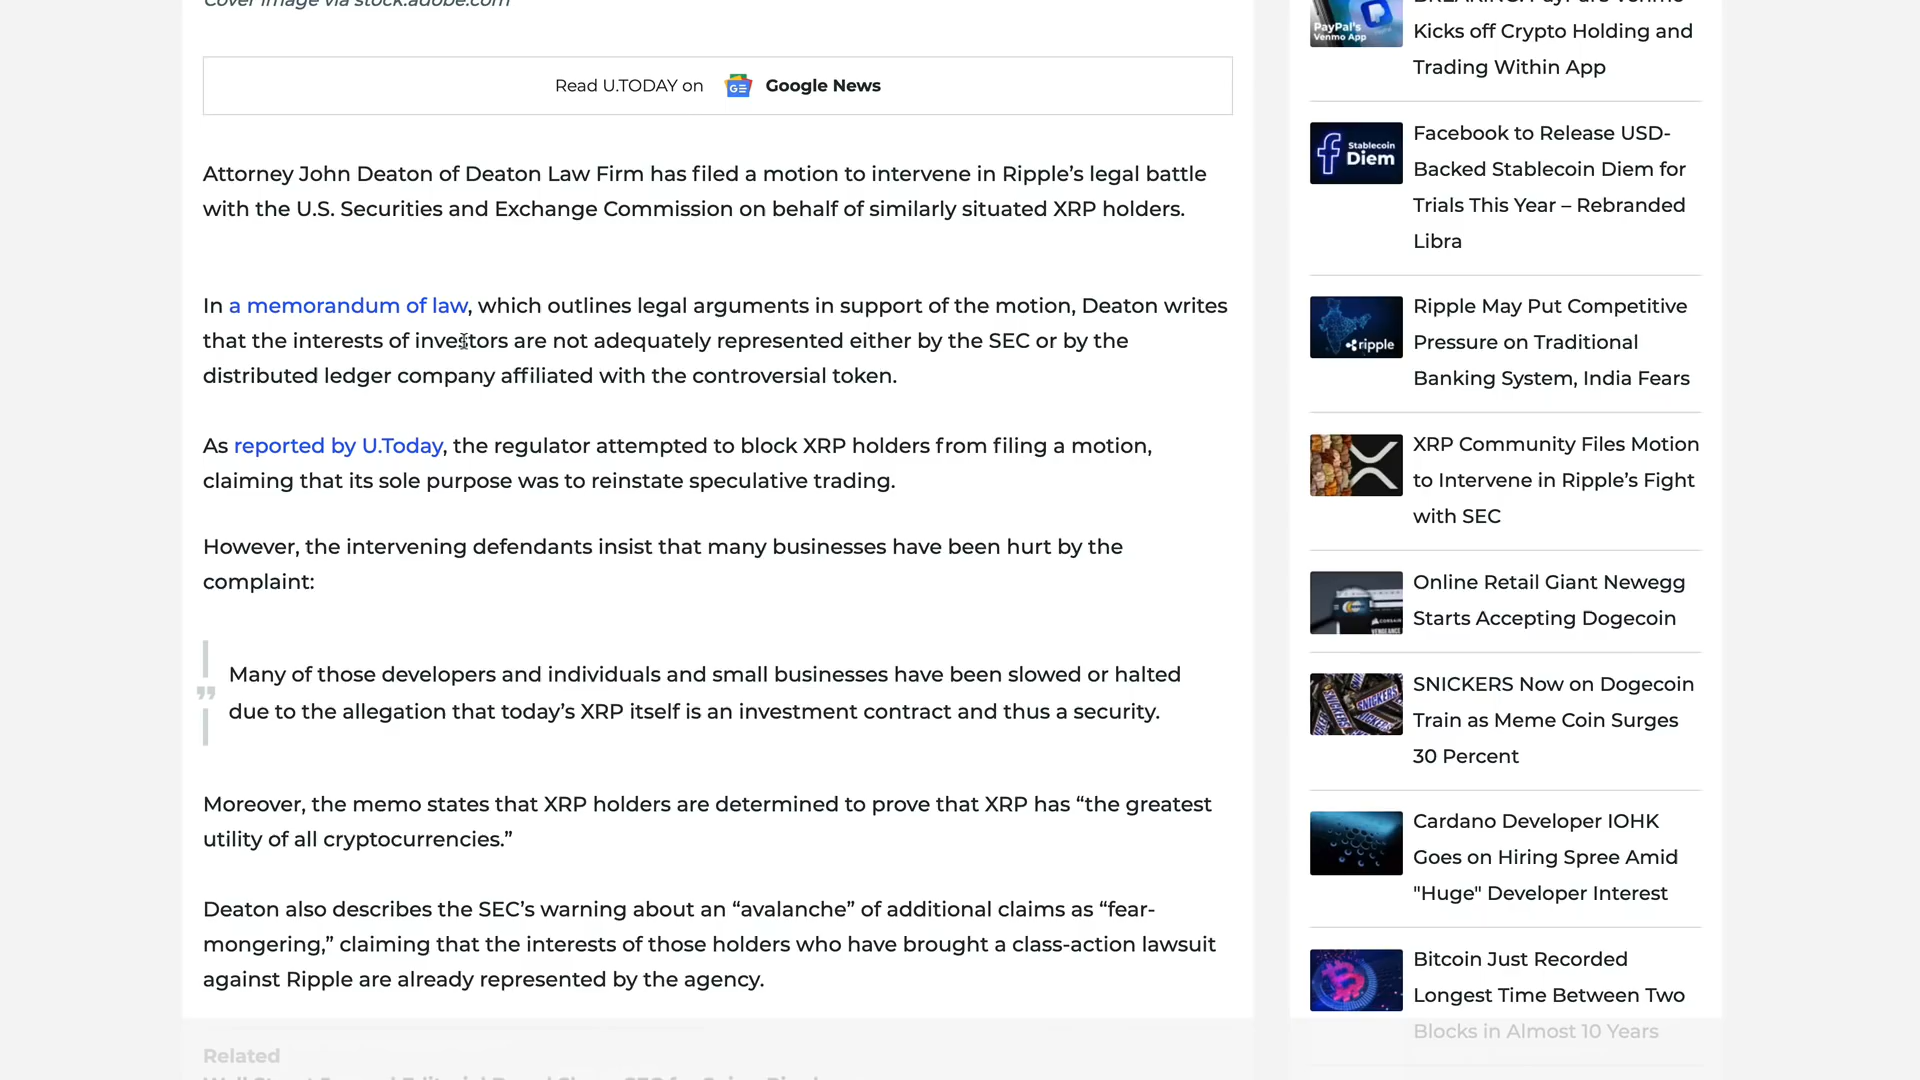 Cover image via stock.adobe.com
Read U.TODAY on GE Google News
Attorney John Deaton of Deaton Law Firm has filed a motion to intervene in Ripple’s legal battle
with the U.S. Securities and Exchange Commission on behalf of similarly situated XRP holders.
In a memorandum of law, which outlines legal arguments in support of the motion, Deaton writes
that the interests of investors are not adequately represented either by the SEC or by the
distributed ledger company affiliated with the controversial token.
As reported by U.Today, the regulator attempted to block XRP holders from filing a motion,
claiming that its sole purpose was to reinstate speculative trading.
However, the intervening defendants insist that many businesses have been hurt by the
complaint:
Many of those developers and individuals and small businesses have been slowed or halted
due to the allegation that today’s XRP itself is an investment contract and thus a security.
Moreover, the memo states that XRP holders are determined to prove that XRP has “the greatest
utility of all cryptocurrencies.”
Deaton also describes the SEC’s warning about an “avalanche” of additional claims as “fear-
mongering,” claiming that the interests of those holders who have brought a class-action lawsuit
against Ripple are already represented by the agency.
Related
PayPal's
Venmo App
BREAKING: PayPal's Venmo
Kicks off Crypto Holding and
Trading Within App
Stablecoin
Diem
Facebook to Release USD-
Backed Stablecoin Diem for
Trials This Year – Rebranded
Libra
ripple
Ripple May Put Competitive
Pressure on Traditional
Banking System, India Fears
XRP Community Files Motion
to Intervene in Ripple’s Fight
with SEC
CORSAIR
VENGEANCE
Online Retail Giant Newegg
Starts Accepting Dogecoin
SNICKERS
SNICKERS Now on Dogecoin
Train as Meme Coin Surges
30 Percent
Cardano Developer IOHK
Goes on Hiring Spree Amid
"Huge" Developer Interest
Bitcoin Just Recorded
Longest Time Between Two
Blocks in Almost 10 Years